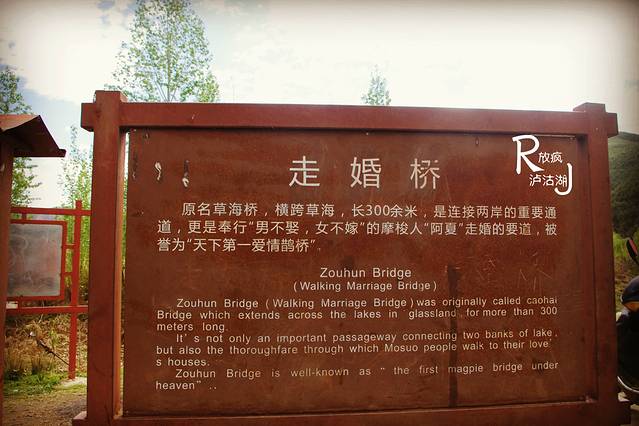 走婚桥
R放疯
泸沽湖J
原名草海桥，横跨草海，长300余米，是连接两岸的重要通
道，更是奉行“男不娶，女不嫁”的摩梭人“阿夏”走婚的要道，被
誉为“天下第一爱情鹊桥”。
Zouhun Bridge
(Walking Marriage Bridge)
Zouhun Bridge (Walking Marriage Bridge) was originally called caohai
Bridge which extends across the lakes in glassland, for more than 300
meters long.
It's not only an important passageway connecting two banks of lake,
but also the thoroughfare through which Mosuo people walk to their love'
s houses.
Zouhun Bridge is well-known as "the first magpie bridge under
heaven"..